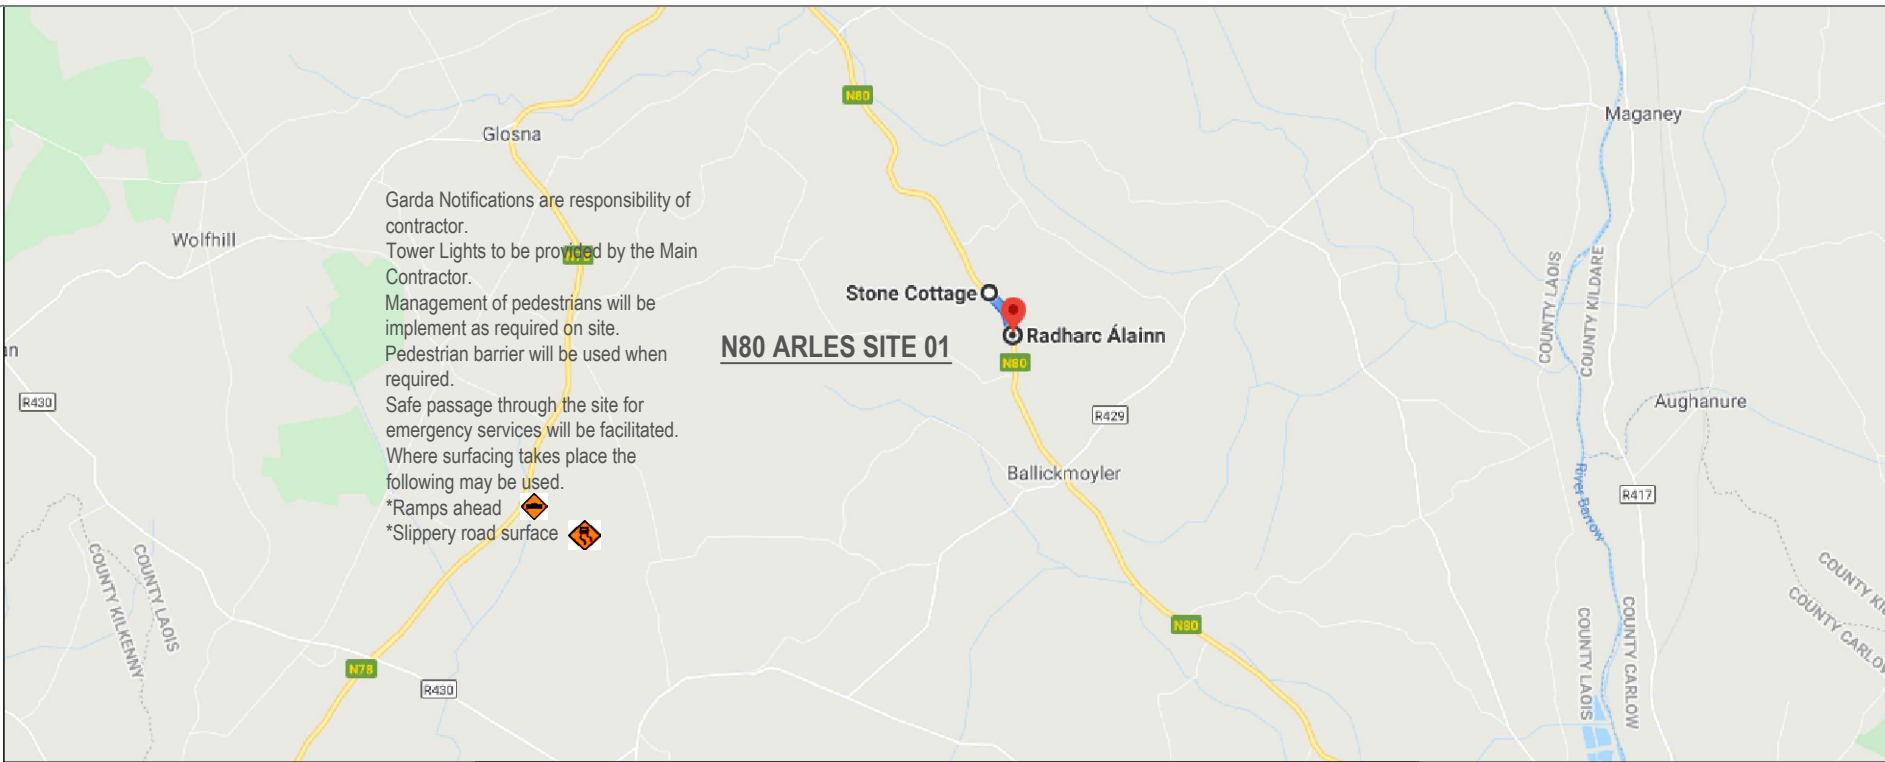 N80
Maganey
Glosna
Garda Notifications are responsibility of
contractor.
Tower Lights to be provided by the Main
Contractor.
Management of pedestrians will be
implement as required on site.
Pedestrian barrier will be used when
required.
Safe passage through the site for
emergency services will be facilitated.
Where surfacing takes place the
following may be used.
*Ramps ahead
*Slippery road surface
Wolfhill
N78
Stone Cottage
N80 ARLES SITE 01
Radharc Álainn
N80
COUNTY LAOIS
COUNTY KILDARE
R430
R429
Aughanure
Ballickmoyler
River Barrow
R417
COUNTY KILKENNY
COUNTY LAOIS
N80
COUNTY LAOIS
COUNTY CARLOW
COUNTY
COUNTY CARLOW
N78
R430